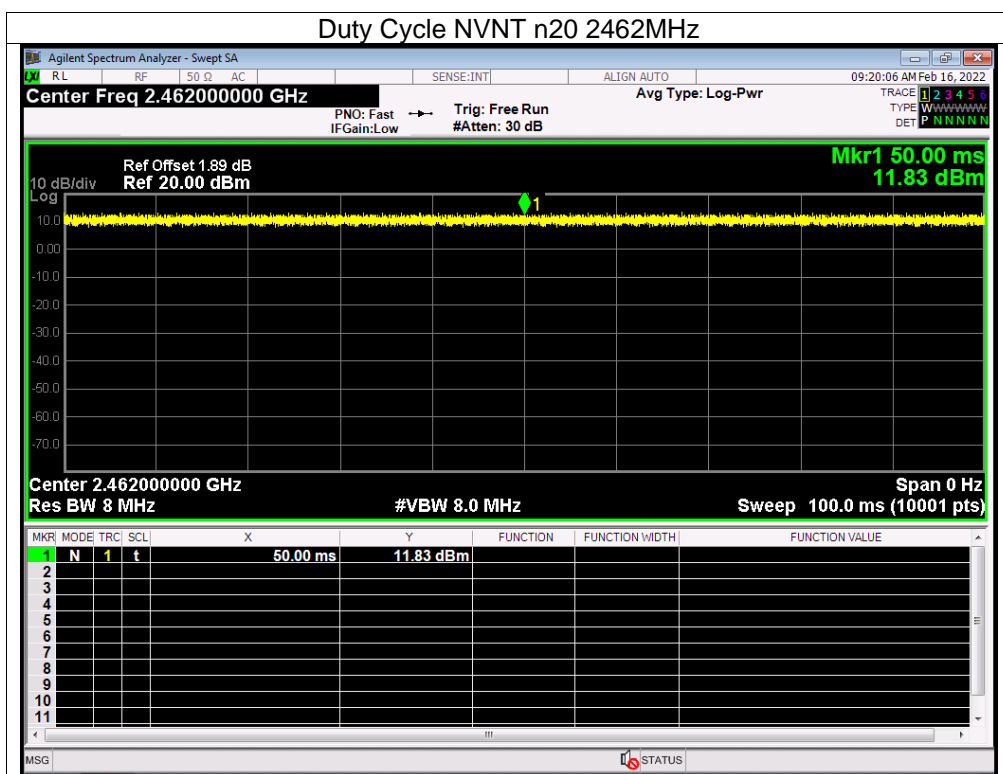 Duty Cycle NVNT n20 2462MHz
Agilent Spectrum Analyzer - Swept SA
LXI RL RF 50 Ω AC SENSE:INT ALIGN AUTO 09:20:06 AM Feb 16, 2022
Center Freq 2.462000000 GHz Avg Type: Log-Pwr TRACE 1 2 3 4 5 6
PNO: Fast Trig: Free Run TYPE WWWWWW
IFGain:Low #Atten: 30 dB DET P N N N N N
Mkr1 50.00 ms
Ref Offset 1.89 dB
10 dB/div Ref 20.00 dBm 11.83 dBm
Log
1
10.0
0.00
-10.0
-20.0
-30.0
-40.0
-50.0
-60.0
-70.0
Center 2.462000000 GHz Span 0 Hz
Res BW 8 MHz #VBW 8.0 MHz Sweep 100.0 ms (10001 pts)
MKR MODE TRC SCL X Y FUNCTION FUNCTION WIDTH FUNCTION VALUE
1 N 1 t 50.00 ms 11.83 dBm
2
3
4
5
6
7
8
9
10
11
MSG STATUS